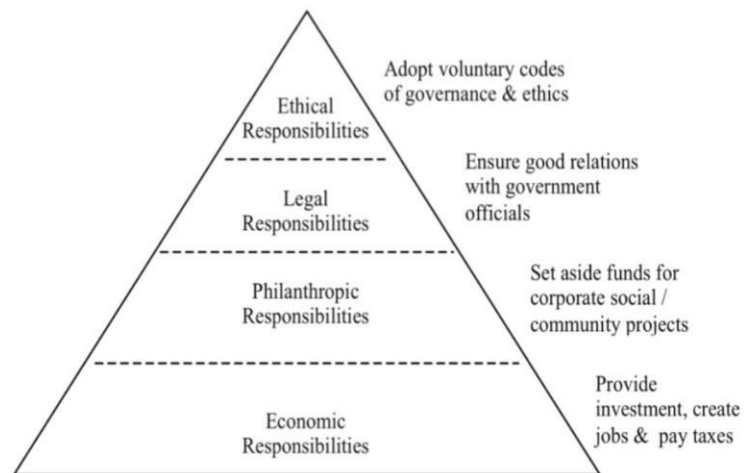 Adopt voluntary codes
of governance & ethics
Ethical
Responsibilities
Ensure good relations
with government
officials
Legal
Responsibilities
Set aside funds for
corporate social /
community projects
Philanthropic
Responsibilities
Provide
investment, create
jobs & pay taxes
Economic
Responsibilities